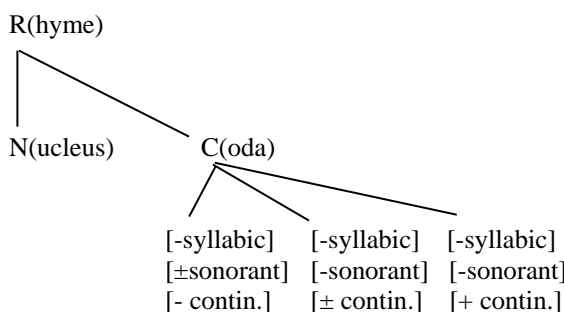 R(hyme)
N(ucleus) C(oda)
[-syllabic] [-syllabic] [-syllabic]
[±sonorant] [-sonorant] [-sonorant]
[- contin.] [± contin.] [+ contin.]